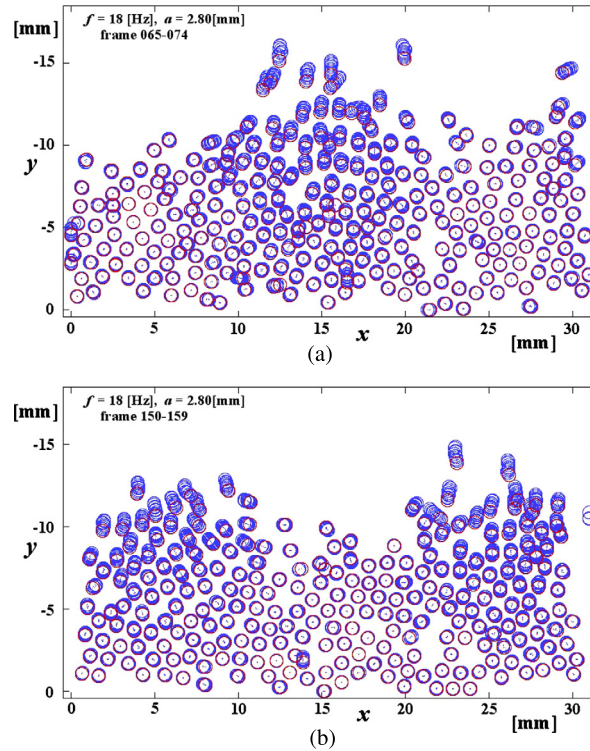 f = 18 [Hz], a = 2.80[mm]
frame 065-074
[mm]
-15
-10
y
-5
0
0 5 10 15 20 25 30
x
[mm]
(a)
f = 18 [Hz], a = 2.80[mm]
frame 150-159
[mm]
-15
-10
y
-5
0
0 5 10 15 20 25 30
x
[mm]
(b)